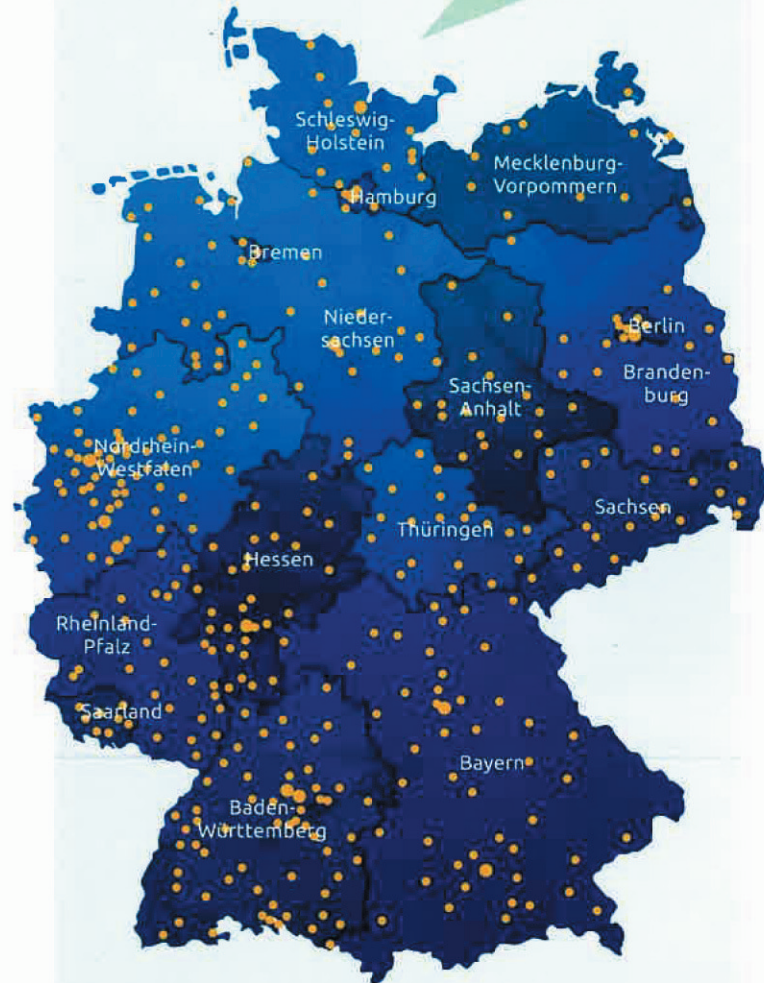 Schleswig-
Holstein
Mecklenburg-
Vorpommern
Hamburg
Bremen
Nieder-
sachsen
Berlin
Branden-
burg
Sachsen-
Anhalt
Nordrhein-
Westfalen
Sachsen
Thüringen
Hessen
Rheinland-
Pfalz
Saarland
Bayern
Baden-
Württemberg